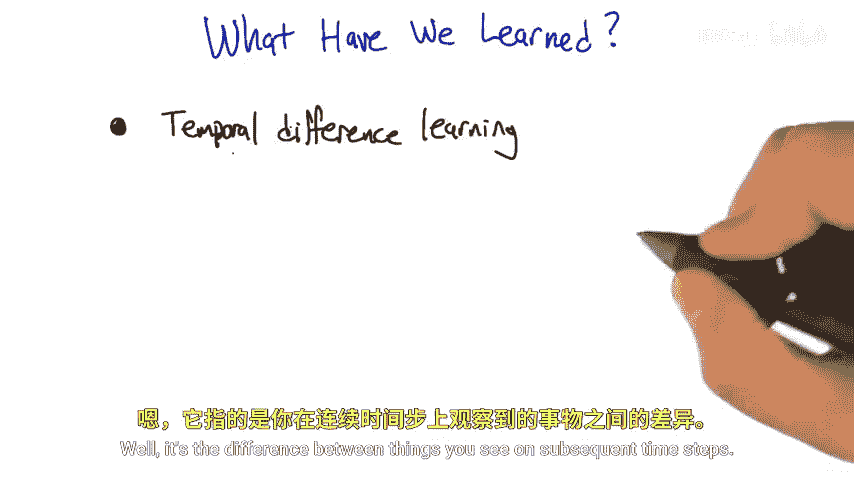 What Have We Learned?
• Temporal difference learning
嗯，它指的是你在连续时间步上观察到的事物之间的差异。
Well, it's the difference between things you see on subsequent time steps.